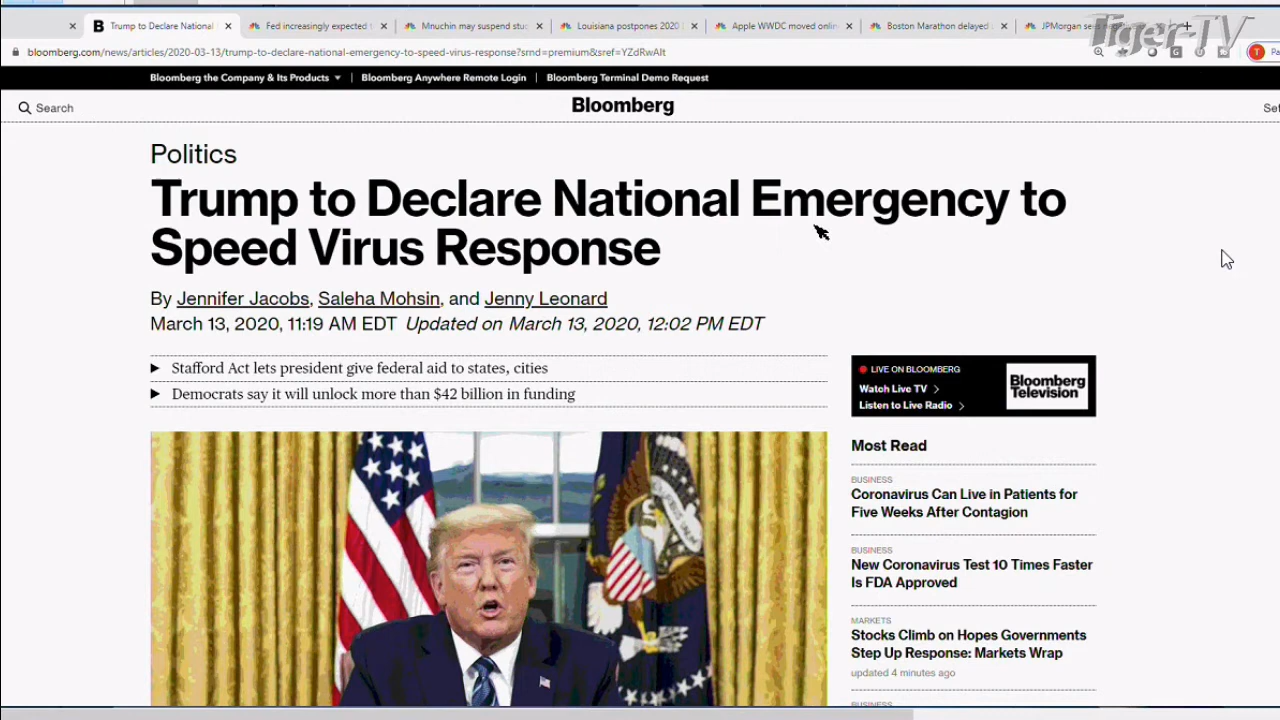 Trump to Declare National
Fed increasingly expected
Mnuchin may suspend stud
Louisiana postpones 2020
Apple WWDC moved onlin
Boston Marathon delayed
JPMorgan se
Tiger-TV
bloomberg.com/news/articles/2020-03-13/trump-to-declare-national-emergency-to-speed-virus-response?srnd=premium&sref=YZdRwAlt
T
Pa
Bloomberg the Company & Its Products
Bloomberg Anywhere Remote Login
Bloomberg Terminal Demo Request
Search
Bloomberg
Politics
Trump to Declare National Emergency to
Speed Virus Response
By Jennifer Jacobs, Saleha Mohsin, and Jenny Leonard
March 13, 2020, 11:19 AM EDT Updated on March 13, 2020, 12:02 PM EDT
Stafford Act lets president give federal aid to states, cities
Democrats say it will unlock more than $42 billion in funding
LIVE ON BLOOMBERG
Watch Live TV
Listen to Live Radio
Bloomberg
Television
Most Read
BUSINESS
Coronavirus Can Live in Patients for
Five Weeks After Contagion
BUSINESS
New Coronavirus Test 10 Times Faster
Is FDA Approved
MARKETS
Stocks Climb on Hopes Governments
Step Up Response: Markets Wrap
updated 4 minutes ago